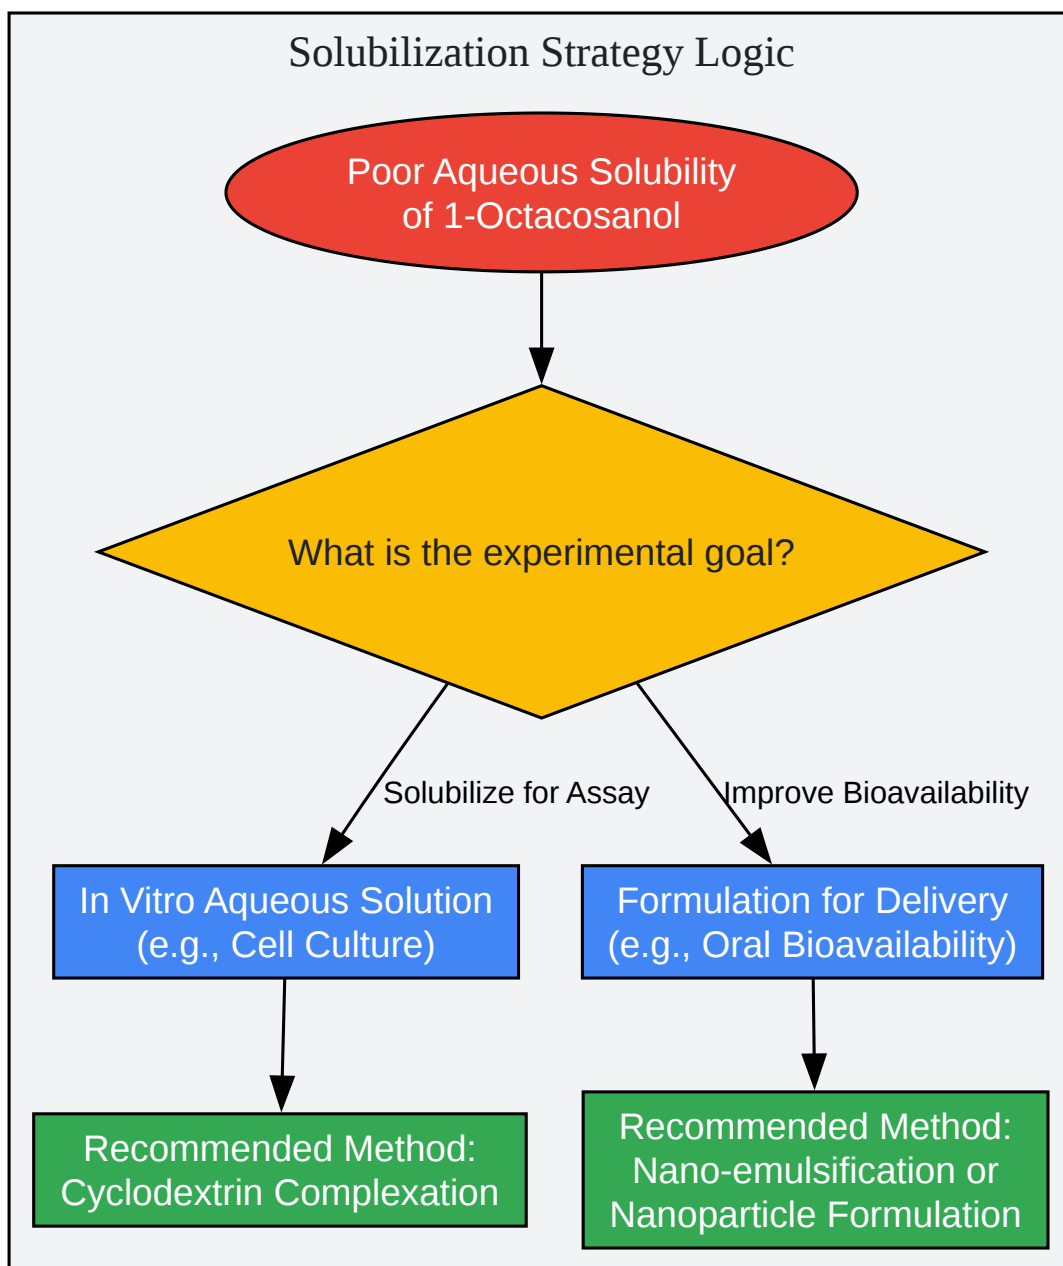 Solubilization Strategy Logic
Poor Aqueous Solubility
of 1-Octacosanol
What is the experimental goal?
Solubilize for Assay
Improve Bioavailability
In Vitro Aqueous Solution
(e.g., Cell Culture)
Formulation for Delivery
(e.g., Oral Bioavailability)
Recommended Method:
Cyclodextrin Complexation
Recommended Method:
Nano-emulsification or
Nanoparticle Formulation